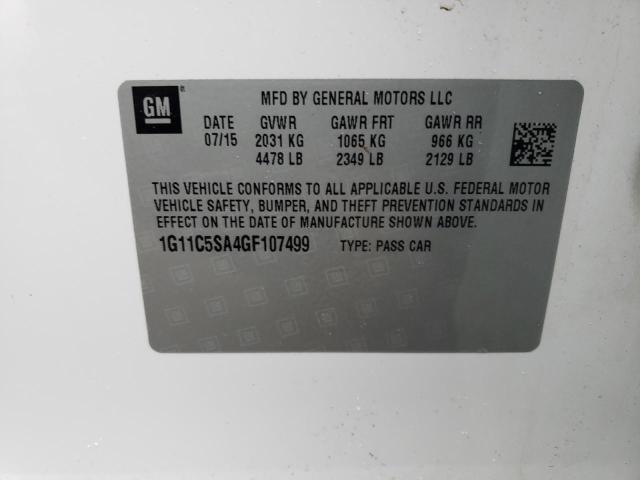 GM
MFD BY GENERAL MOTORS LLC
DATE GVWR GAWR FRT GAWR RR
07/15 2031 KG 1065 KG 966 KG
4478 LB 2349 LB 2129 LB
THIS VEHICLE CONFORMS TO ALL APPLICABLE U.S. FEDERAL MOTOR
VEHICLE SAFETY, BUMPER, AND THEFT PREVENTION STANDARDS IN
EFFECT ON THE DATE OF MANUFACTURE SHOWN ABOVE.
1G11C5SA4GF107499 TYPE: PASS CAR